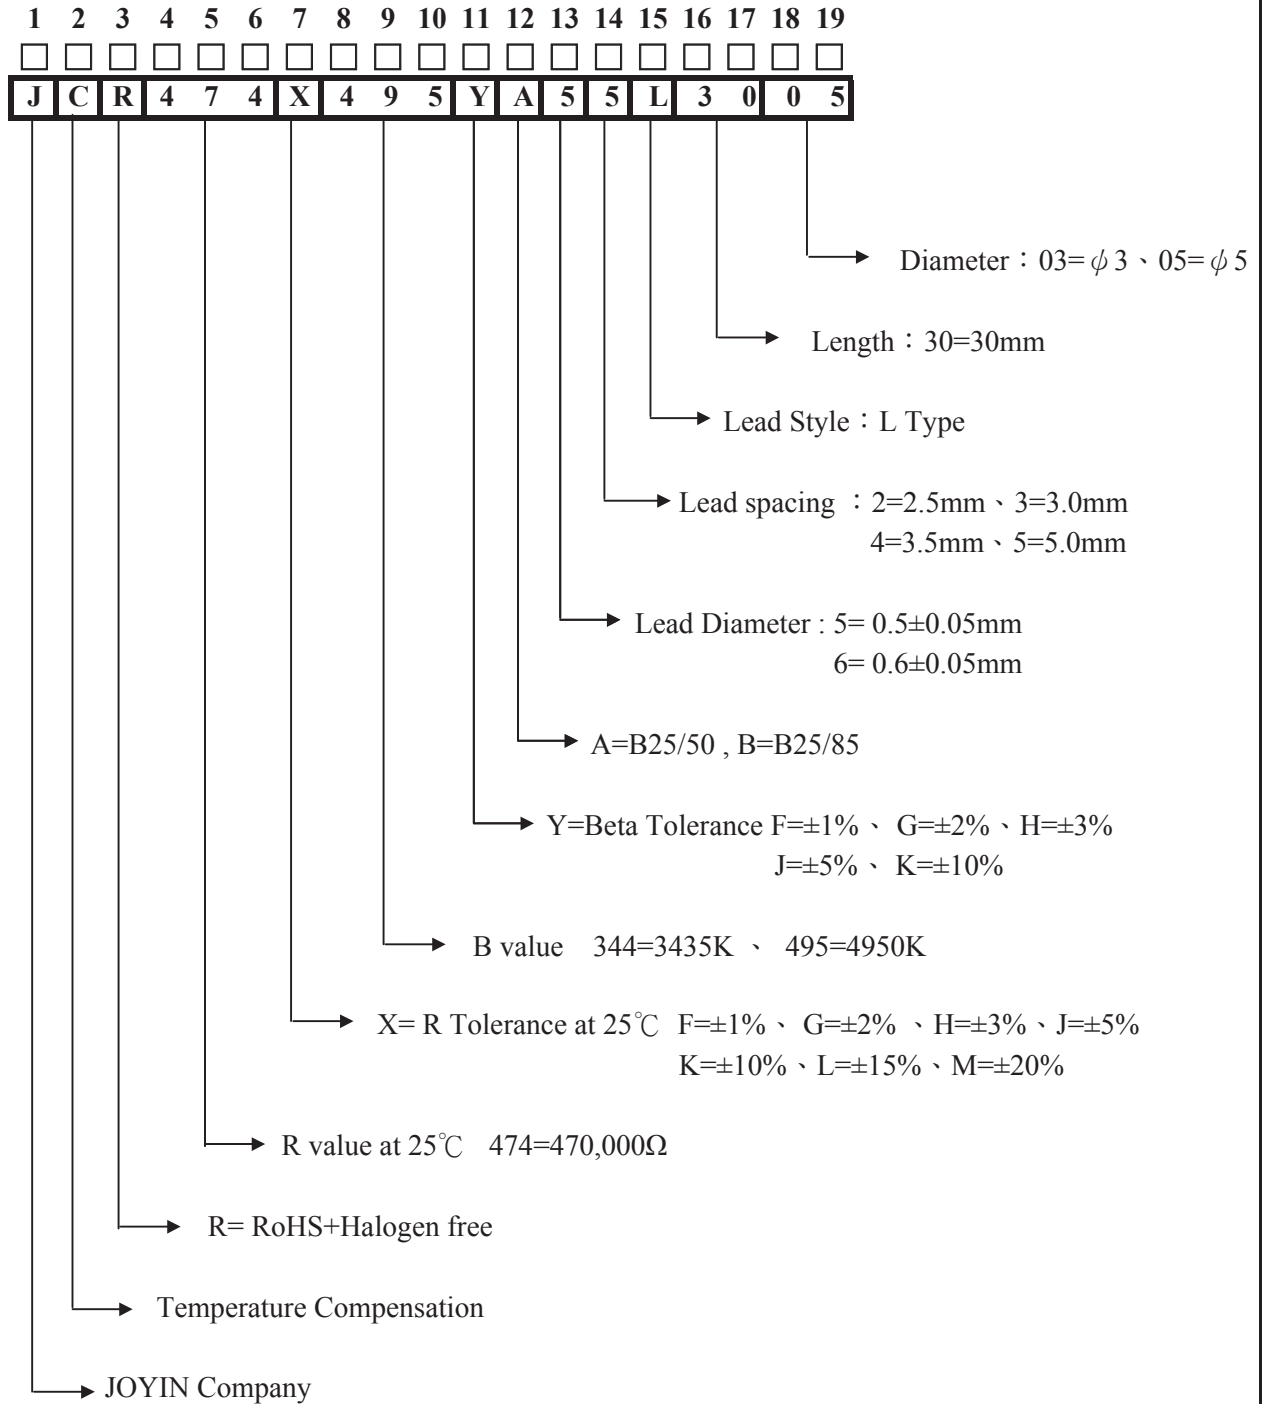 1 2 3 4 5 6 7 8 9 10 11 12 13 14 15 16 17 18 19
J C R 4 7 4 X 4 9 5 Y A 5 5 L 3 0 0 5
Diameter：03=ψ3、05=ψ5
Length：30=30mm
Lead Style：L Type
Lead spacing ：2=2.5mm、3=3.0mm
4=3.5mm、5=5.0mm
Lead Diameter : 5= 0.5±0.05mm
6= 0.6±0.05mm
A=B25/50 , B=B25/85
Y=Beta Tolerance F=±1%、 G=±2%、H=±3%
J=±5%、 K=±10%
B value 344=3435K 、 495=4950K
X= R Tolerance at 25℃ F=±1%、 G=±2% 、H=±3%、J=±5%
K=±10%、L=±15%、M=±20%
R value at 25℃ 474=470,000Ω
R= RoHS+Halogen free
Temperature Compensation
JOYIN Company